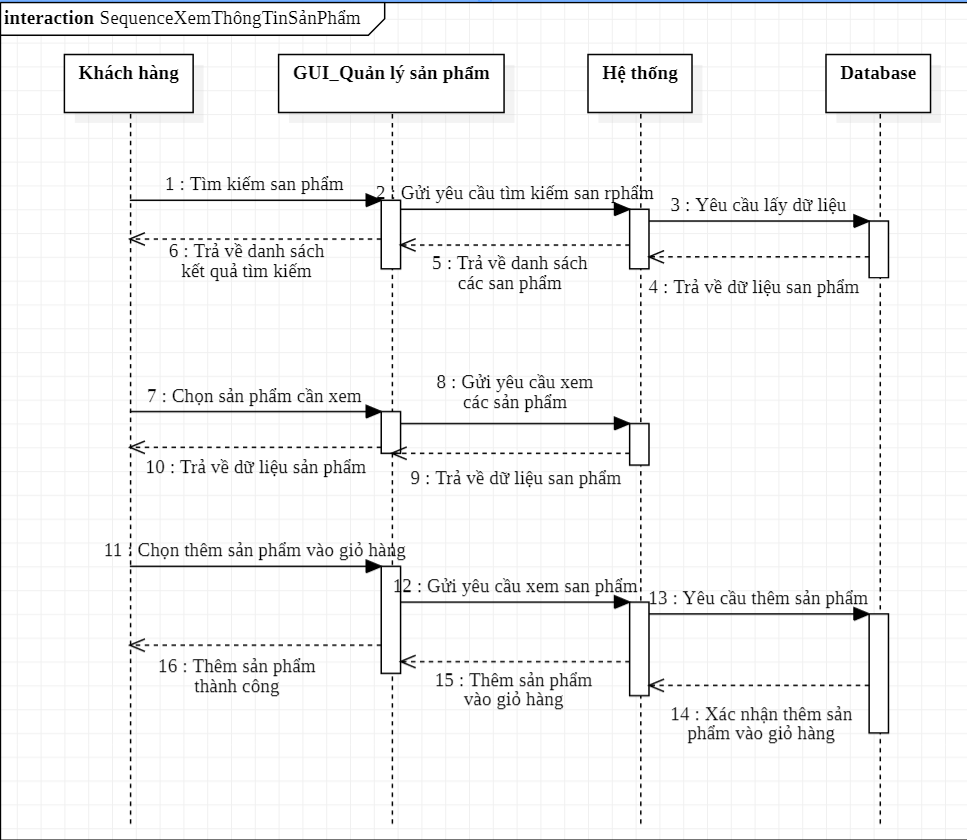 interaction SequenceXemThôngTinSảnPhẩm
Khách hàng
GUI_Quản lý sản phẩm
Hệ thống
Database
1 : Tìm kiếm san phẩm
2 : Gửi yêu cầu tìm kiếm san rphẩm
3 : Yêu cầu lấy dữ liệu
6 : Trả về danh sách
kết quả tìm kiếm
5 : Trả về danh sách
các san phẩm
4 : Trả về dữ liệu san phẩm
7 : Chọn sản phẩm cần xem
8 : Gửi yêu cầu xem
các sản phẩm
10 : Trả về dữ liệu sản phẩm
9 : Trả về dữ liệu san phẩm
11 : Chọn thêm sản phẩm vào giỏ hàng
12 : Gửi yêu cầu xem san phẩm
13 : Yêu cầu thêm sản phẩm
16 : Thêm sản phẩm
thành công
15 : Thêm sản phẩm
vào giỏ hàng
14 : Xác nhận thêm sản
phẩm vào giỏ hàng